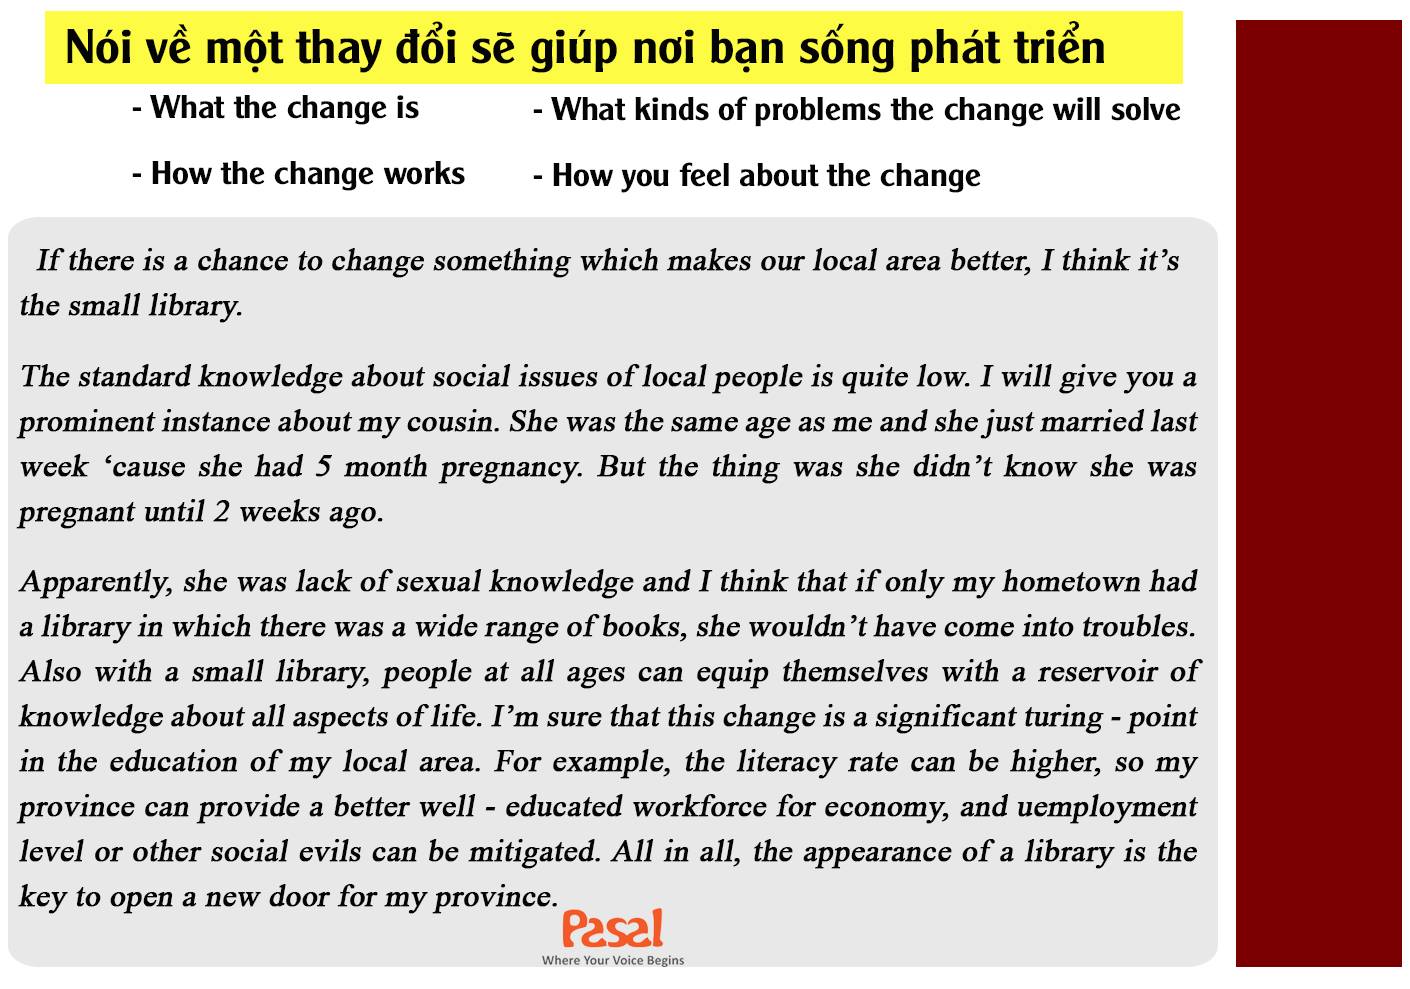 Nói về một thay đổi sẽ giúp nơi bạn sống phát triển
- What the change is
- What kinds of problems the change will solve
- How the change works
- How you feel about the change
If there is a chance to change something which makes our local area better, I think it's
the small library.
The standard knowledge about social issues of local people is quite low. I will give you a
prominent instance about my cousin. She was the same age as me and she just married last
week ‘cause she had 5 month pregnancy. But the thing was she didn’t know she was
pregnant until 2 weeks ago.
Apparently, she was lack of sexual knowledge and I think that if only my hometown had
a library in which there was a wide range of books, she wouldn’t have come into troubles.
Also with a small library, people at all ages can equip themselves with a reservoir of
knowledge about all aspects of life. I’m sure that this change is a significant turing - point
in the education of my local area. For example, the literacy rate can be higher, so my
province can provide a better well - educated workforce for economy, and uemployment
level or other social evils can be mitigated. All in all, the appearance of a library is the
key to open a new door for my province.
Pasal
Where Your Voice Begins